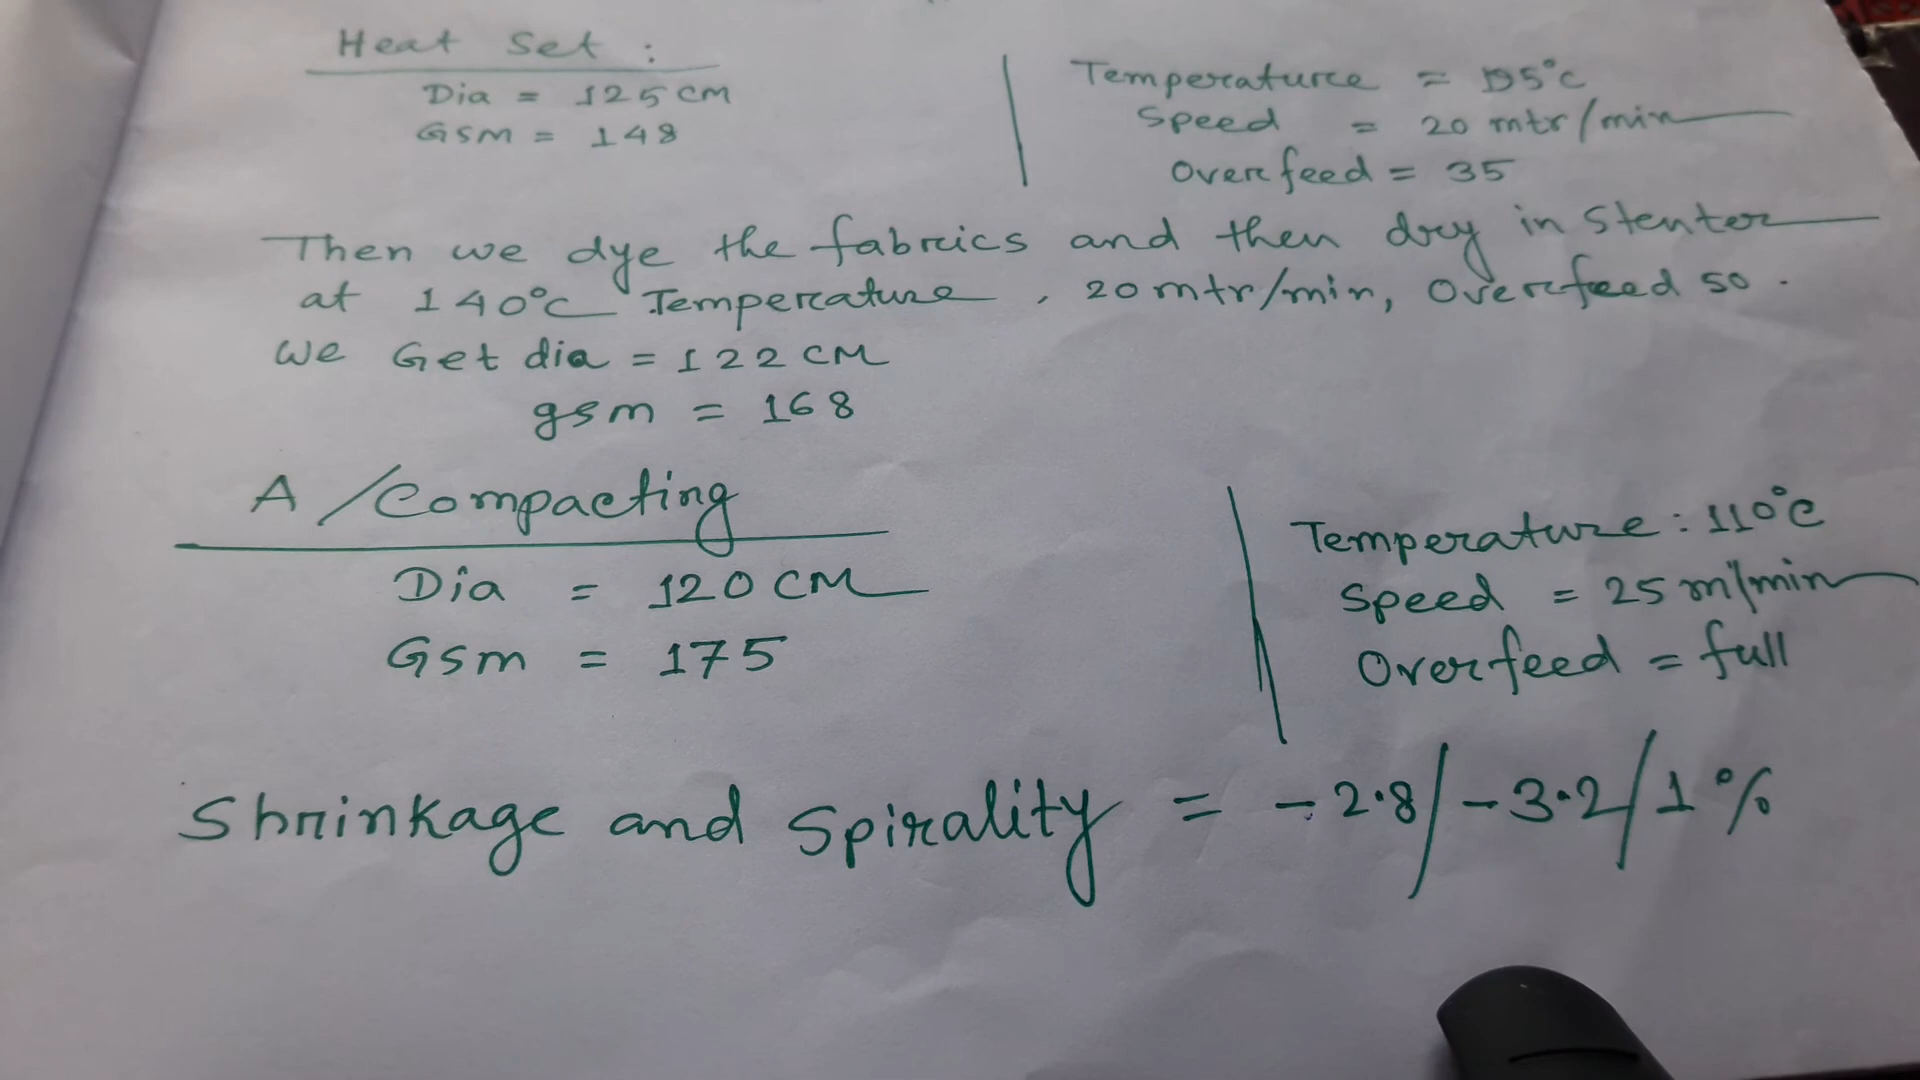 Heat Set :
Dia = 125 CM
GSM = 148
Temperature = °c
Speed = 20 mtr/min
Overfeed = 35
Then we dye the fabrics and then dry in Stenter
at 140°c Temperature, 20 mtr/min, Overfeed 50.
We Get dia = 122 CM
gsm = 168
A/Compacting
Dia = 120 CM
Gsm = 175
Temperature : 110°c
Speed = 25 m/min
Overfeed = full
Shrinkage and Spirality = -2.8/-3.2/1%